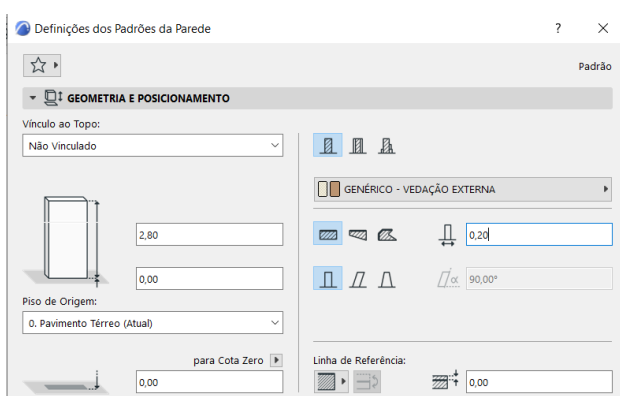 Definições dos Padrões da Parede
?
Padrão
GEOMETRIA E POSICIONAMENTO
Vínculo ao Topo:
Não Vinculado
GENÉRICO - VEDAÇÃO EXTERNA
2,80
0,20
0,00
α
90,00°
Piso de Origem:
0. Pavimento Térreo (Atual)
para Cota Zero
Linha de Referência:
0,00
0,00